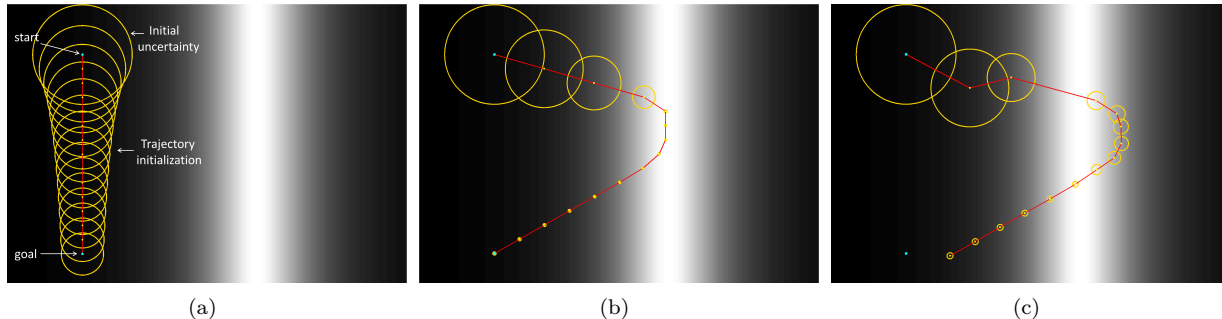 start
Initial
uncertainty
Trajectory
initialization
goal
(a)
(b)
(c)